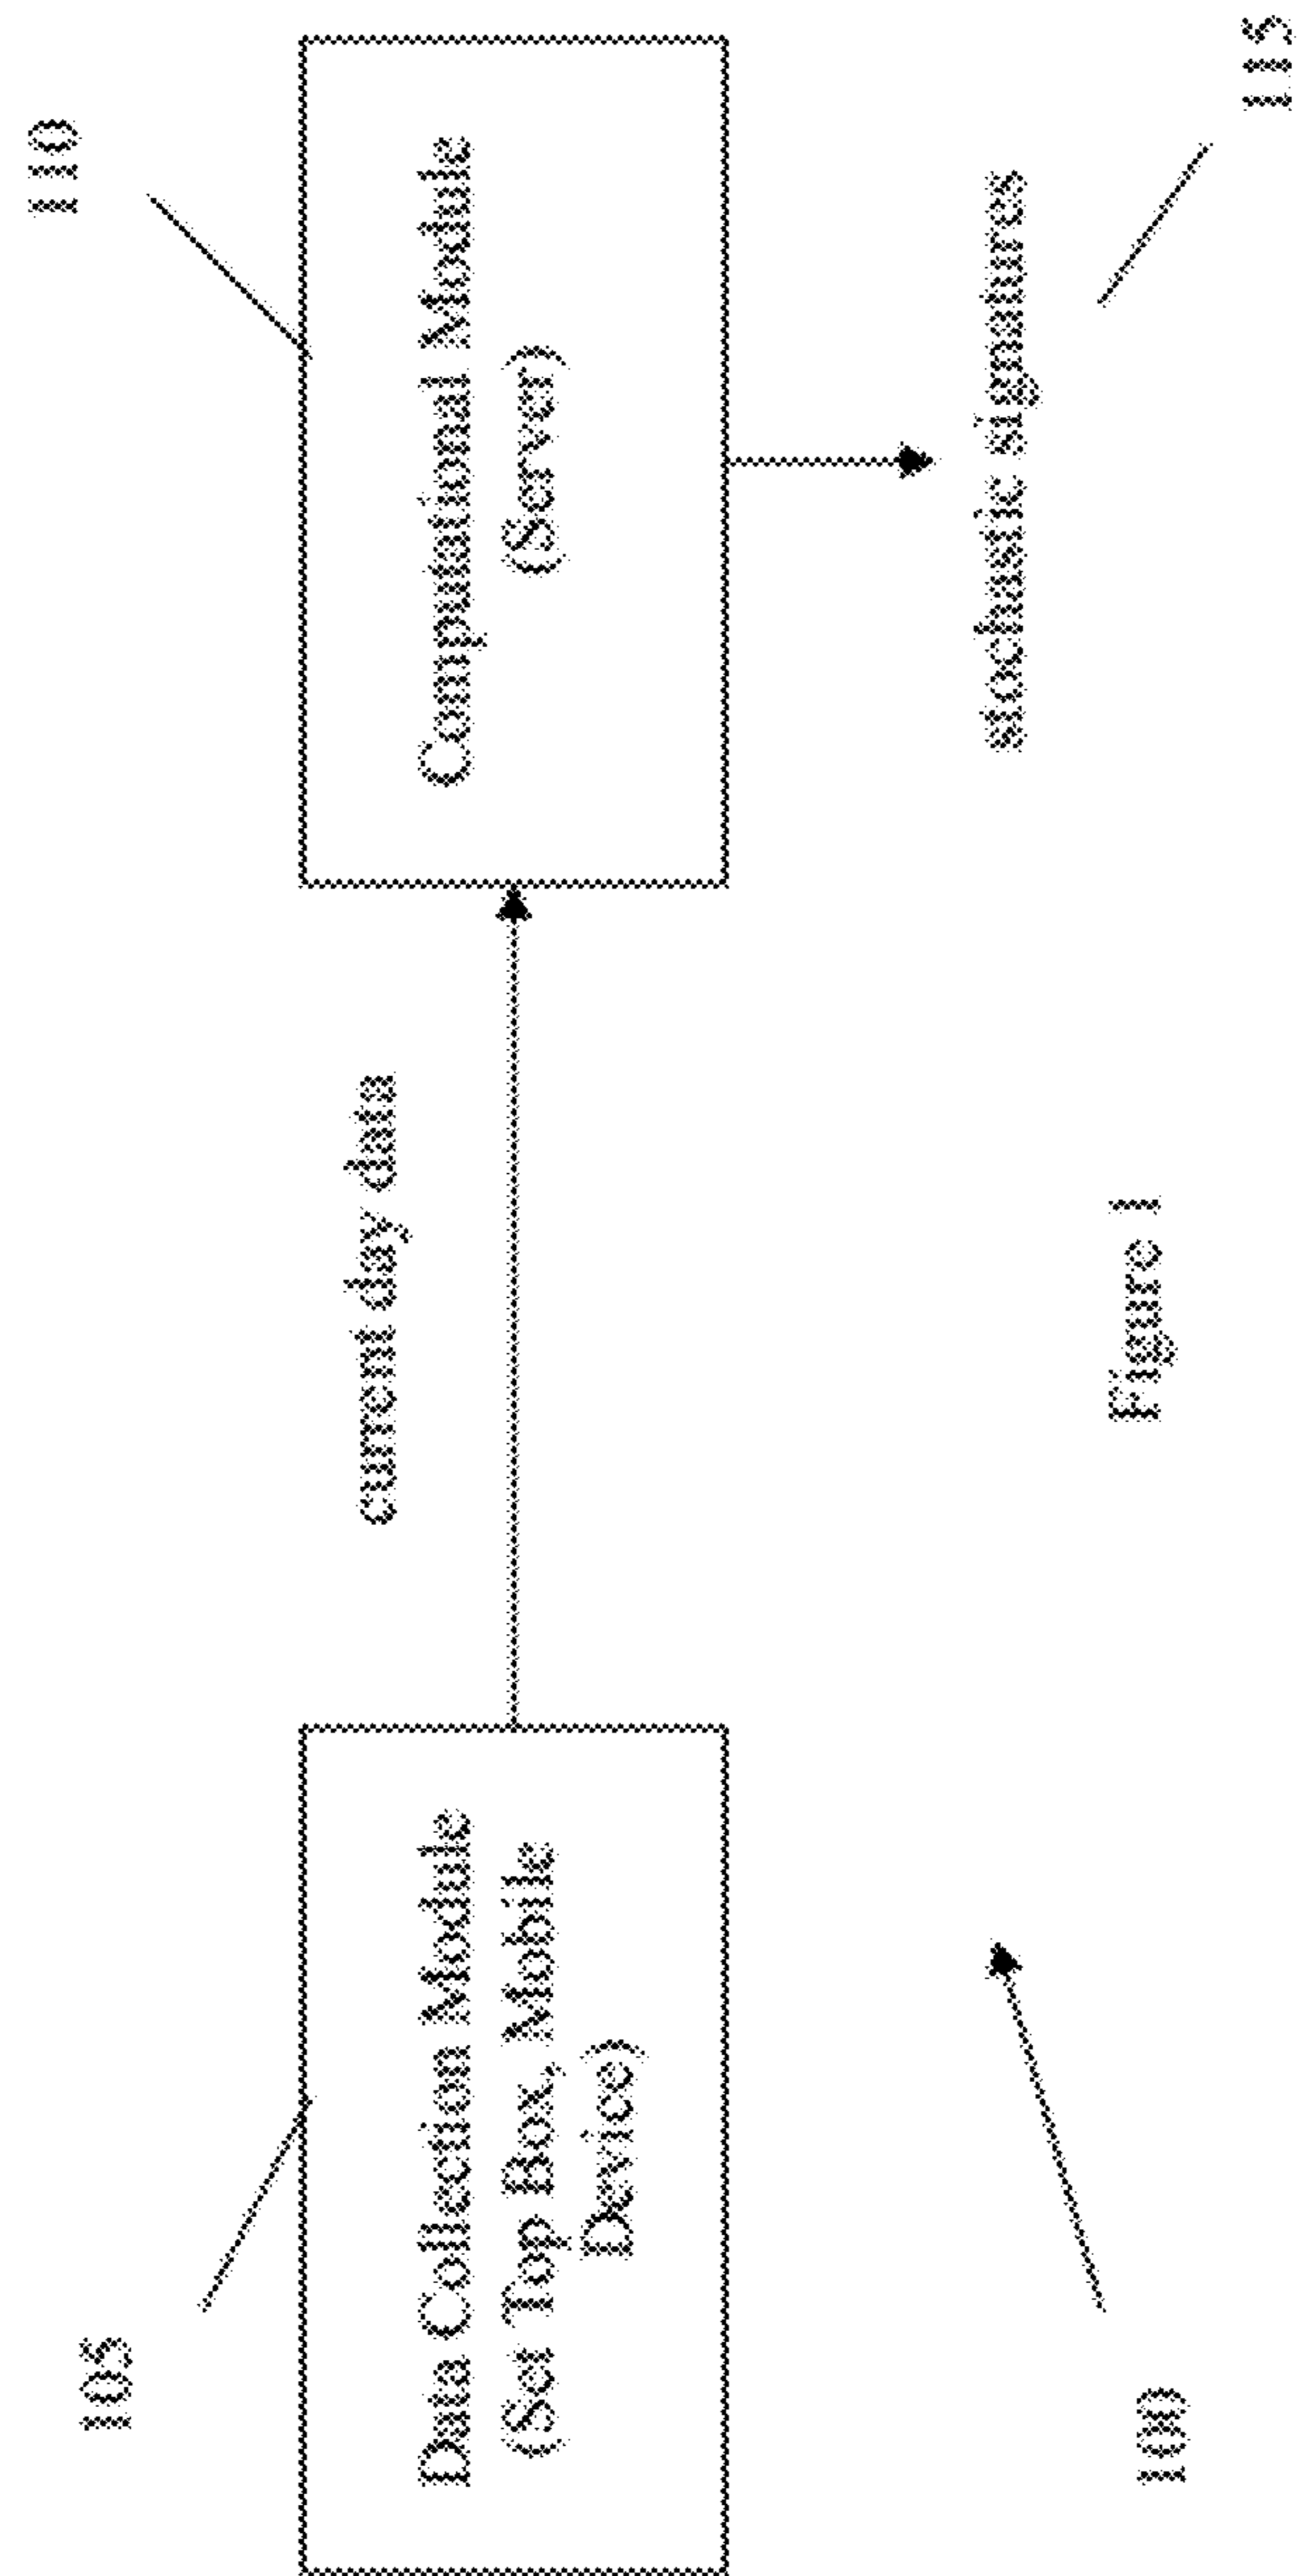 110
105
current day data
Data Collection Module
(Set Top Box, Mobile
Device)
Computational Module
(Server)
stochastic signatures
115
100
Figure 1